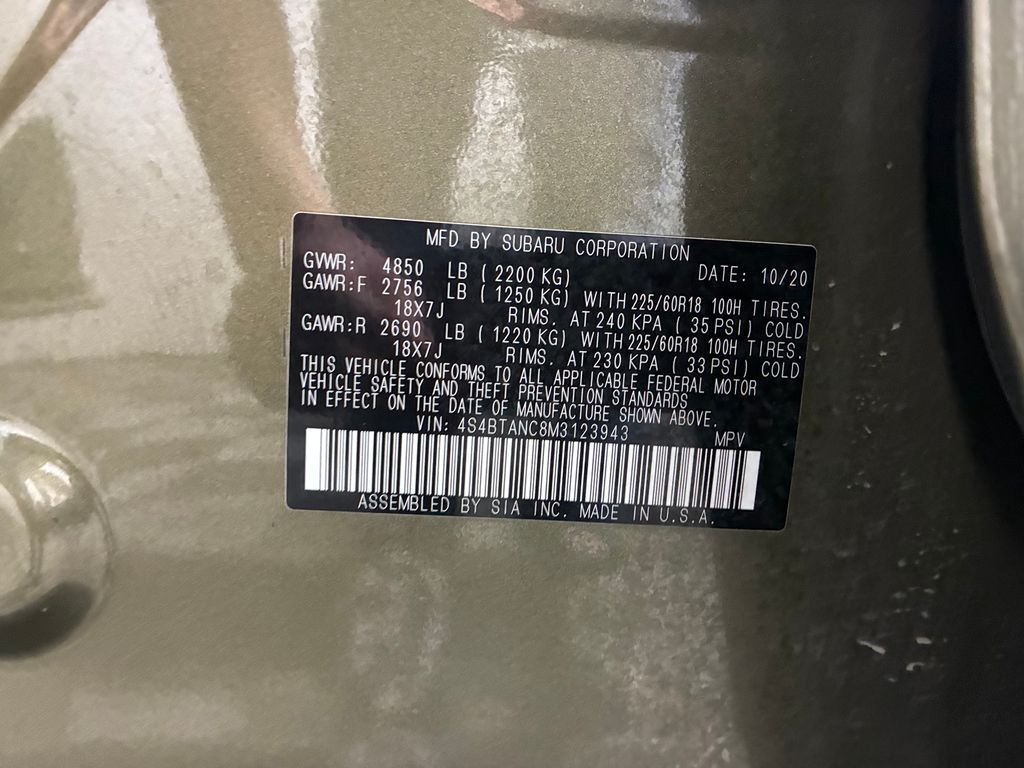 MFD BY SUBARU CORPORATION
GVWR: 4850 LB ( 2200 KG) DATE: 10/20
GAWR:F 2756 LB ( 1250 KG) WITH 225/60R18 100H TIRES.
18X7J RIMS. AT 240 KPA ( 35 PSI) COLD
GAWR:R 2690 LB ( 1220 KG) WITH 225/60R18 100H TIRES.
18X7J RIMS. AT 230 KPA ( 33 PSI) COLD
THIS VEHICLE CONFORMS TO ALL APPLICABLE FEDERAL MOTOR
VEHICLE SAFETY AND THEFT PREVENTION STANDARDS
IN EFFECT ON THE DATE OF MANUFACTURE SHOWN ABOVE.
VIN: 4S4BTANC8M3123943 MPV
ASSEMBLED BY SIA INC. MADE IN U.S.A.